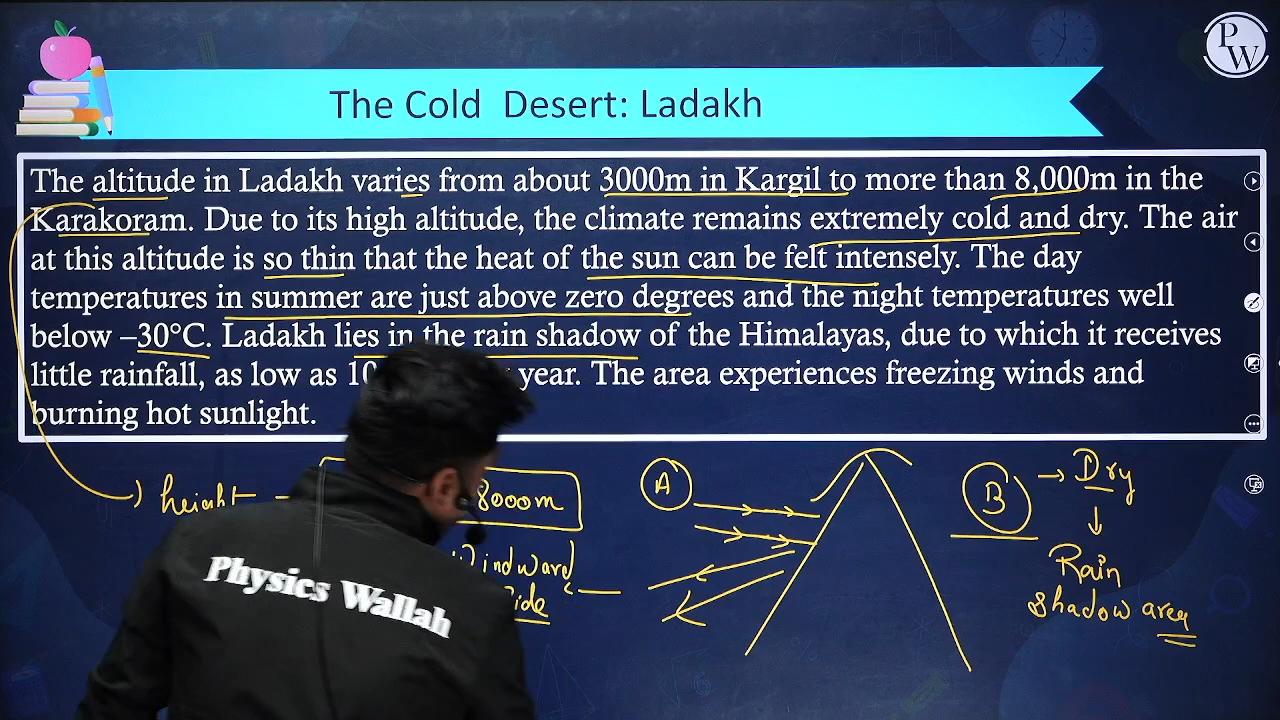 PW
The Cold Desert: Ladakh
The altitude in Ladakh varies from about 3000m in Kargil to more than 8,000m in the
Karakoram. Due to its high altitude, the climate remains extremely cold and dry. The air
at this altitude is so thin that the heat of the sun can be felt intensely. The day
temperatures in summer are just above zero degrees and the night temperatures well
below –30°C. Ladakh lies in the rain shadow of the Himalayas, due to which it receives
little rainfall, as low as 10 year. The area experiences freezing winds and
burning hot sunlight.
height
8000m
Windward
Side
A
B → Dry
↓
Rain
shadow area
Physics Wallah